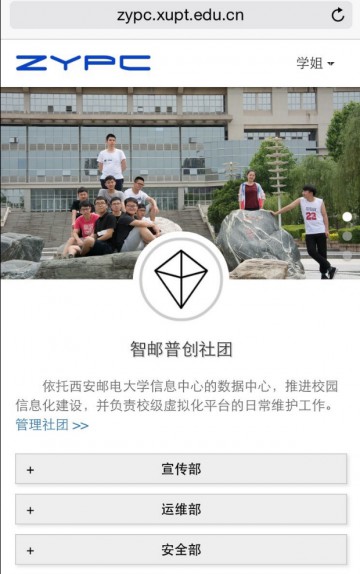 zypc.xupt.edu.cn
ZYPC
学姐
智邮普创社团
依托西安邮电大学信息中心的数据中心，推进校园
信息化建设，并负责校级虚拟化平台的日常维护工作。
管理社团 >>
+ 宣传部
+ 运维部
+ 安全部